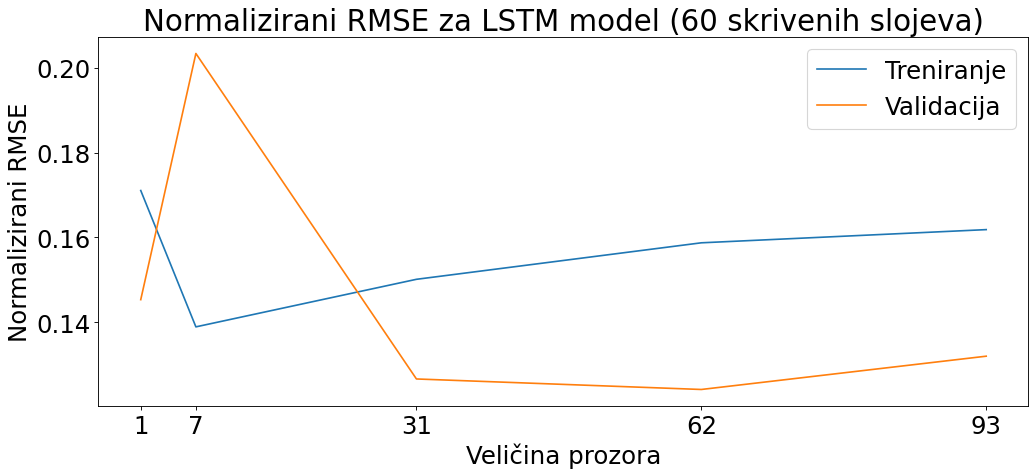 Normalizirani RMSE za LSTM model (60 skrivenih slojeva)
Treniranje
Validacija
Normalizirani RMSE
0.20
0.18
0.16
0.14
1 7 31 62 93
Veličina prozora